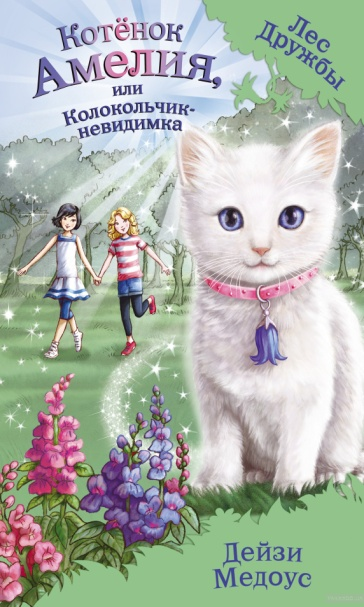 Котёнок
Амелия,
или
Колокольчик-
невидимка
Лес
Дружбы
Дейзи
Медоус